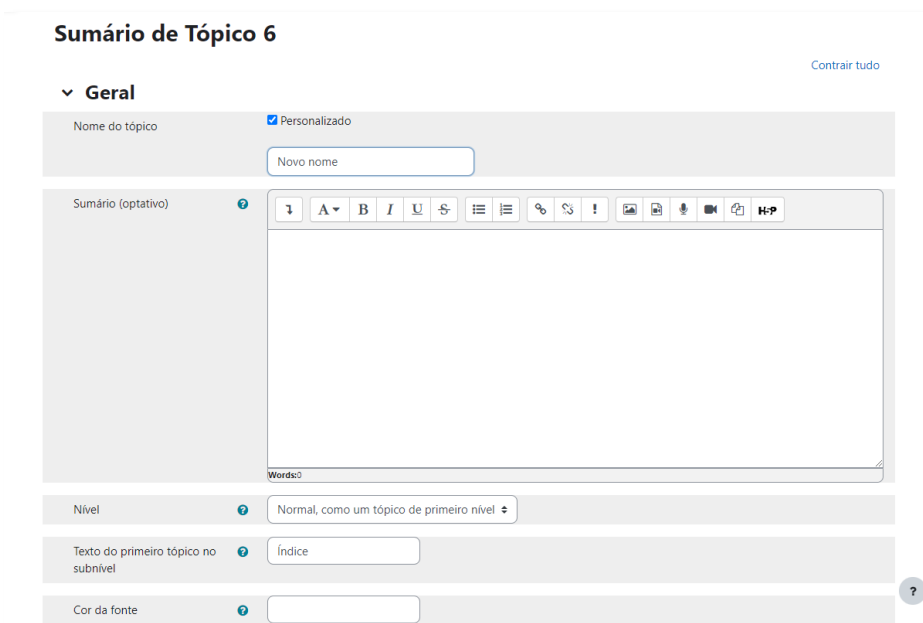 Sumário de Tópico 6
Contrair tudo
Geral
Nome do tópico
Personalizado
Novo nome
Sumário (optativo)
A B I U S H-P
Words:0
Nível
Normal, como um tópico de primeiro nível
Texto do primeiro tópico no
subnível
Índice
Cor da fonte
?